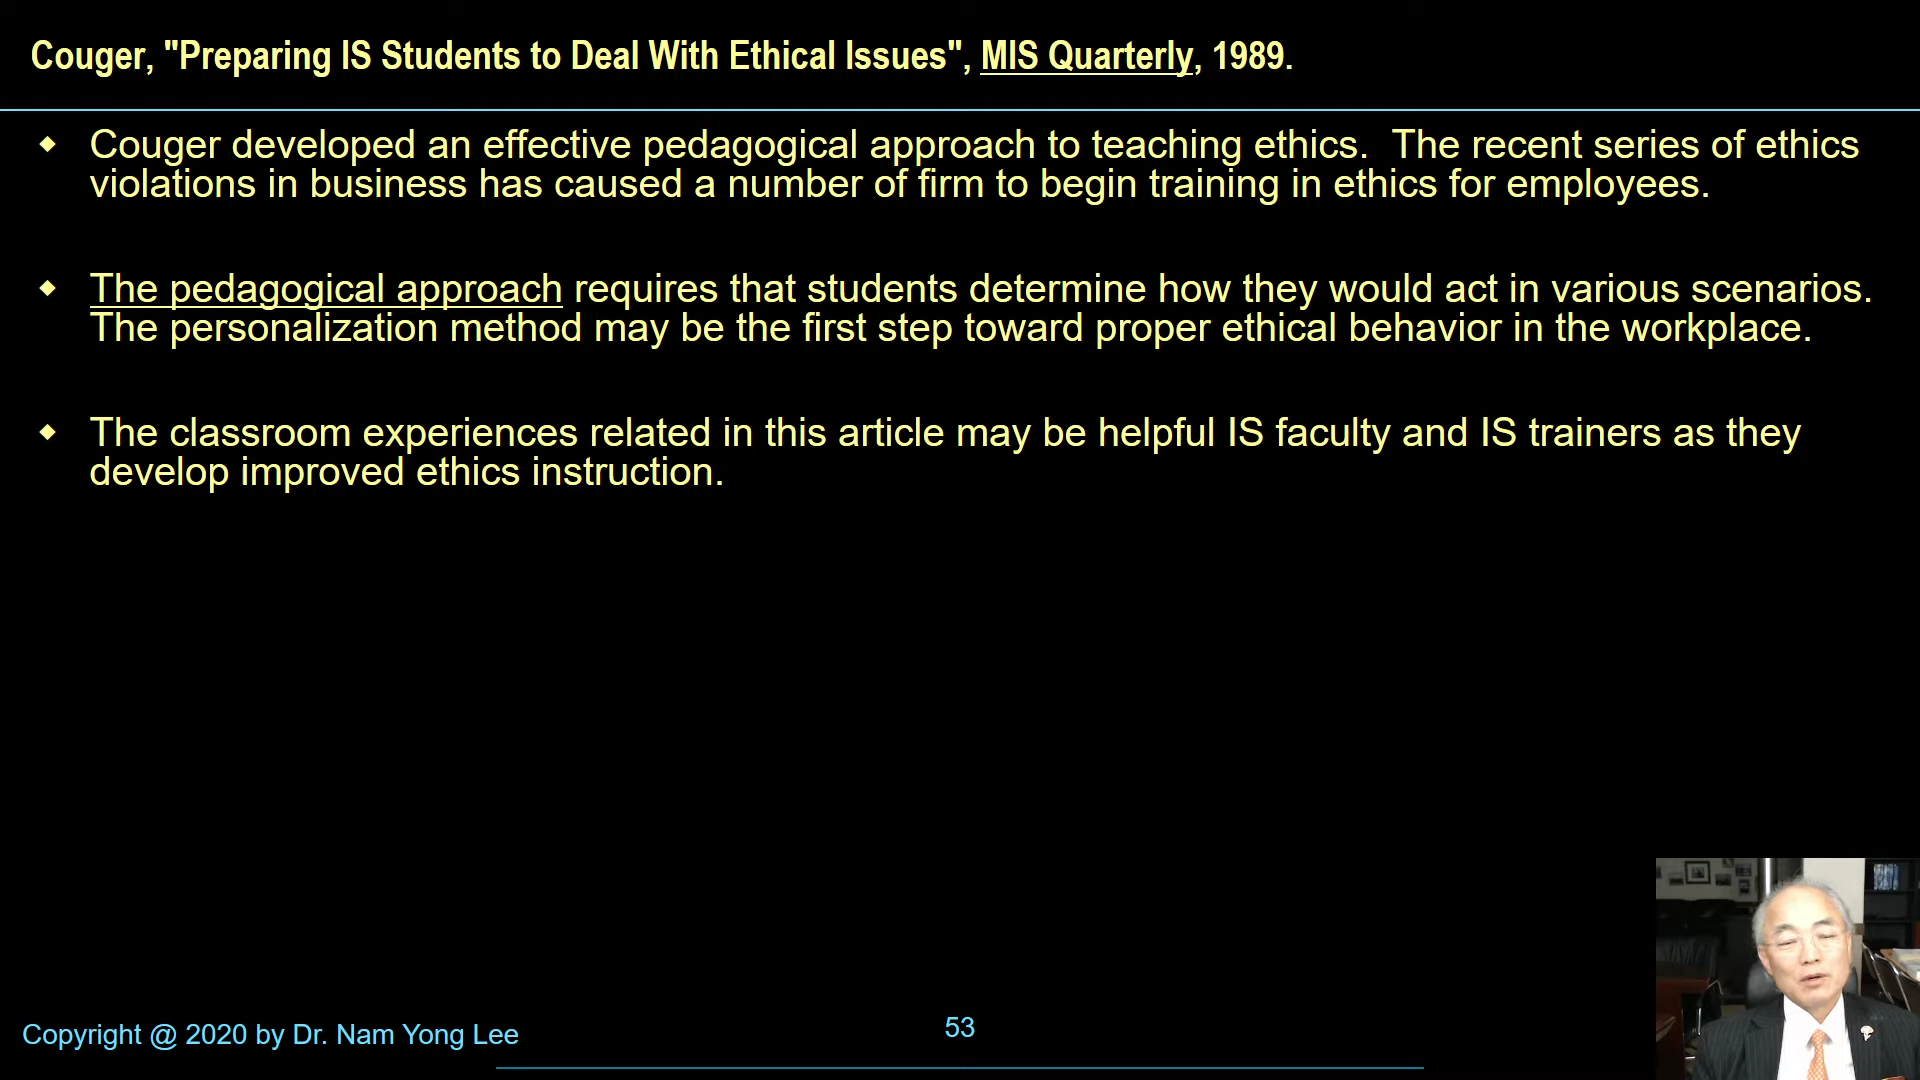 Couger, "Preparing IS Students to Deal With Ethical Issues", MIS Quarterly, 1989.
◆ Couger developed an effective pedagogical approach to teaching ethics.  The recent series of ethics
violations in business has caused a number of firm to begin training in ethics for employees.
◆ The pedagogical approach requires that students determine how they would act in various scenarios.
The personalization method may be the first step toward proper ethical behavior in the workplace.
◆ The classroom experiences related in this article may be helpful IS faculty and IS trainers as they
develop improved ethics instruction.
Copyright @ 2020 by Dr. Nam Yong Lee
53